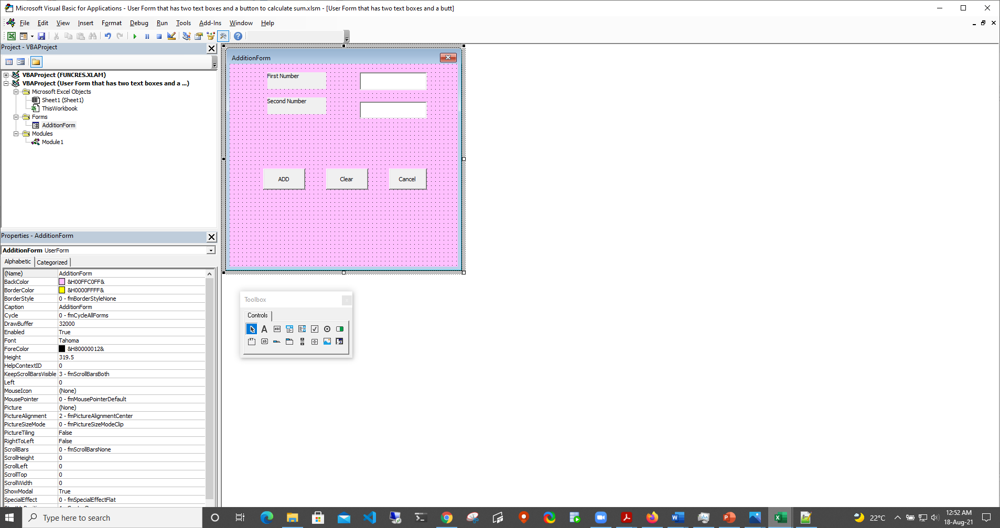 Microsoft Visual Basic for Applications - User Form that has two text boxes and a button to calculate sum.xlsm - [User Form that has two text boxes and a butt]
File Edit View Insert Format Debug Run Tools Add-Ins Window Help
Project - VBAProject
VBAProject (FUNCRES.XLAM)
VBAProject (User Form that has two text boxes and a ...)
Microsoft Excel Objects
Sheet1 (Sheet1)
ThisWorkbook
Forms
AdditionForm
Modules
Module1
Properties - AdditionForm
AdditionForm UserForm
Alphabetic Categorized
(Name) AdditionForm
BackColor &H00FFC0FF&
BorderColor &H0000FFFF&
BorderStyle 0 - fmBorderStyleNone
Caption AdditionForm
Cycle 0 - fmCycleAllForms
DrawBuffer 32000
Enabled True
Font Tahoma
ForeColor &H80000012&
Height 319.5
HelpContextID 0
KeepScrollBarsVisible 3 - fmScrollBarsBoth
Left 0
MouseIcon (None)
MousePointer 0 - fmMousePointerDefault
Picture (None)
PictureAlignment 2 - fmPictureAlignmentCenter
PictureSizeMode 0 - fmPictureSizeModeClip
PictureTiling False
RightToLeft False
ScrollBars 0 - fmScrollBarsNone
ScrollHeight 0
ScrollLeft 0
ScrollTop 0
ScrollWidth 0
ShowModal True
SpecialEffect 0 - fmSpecialEffectFlat
AdditionForm
First Number
Second Number
ADD Clear Cancel
Toolbox
Controls
A abl
XY ab
Type here to search
22°C
12:52 AM
18-Aug-21